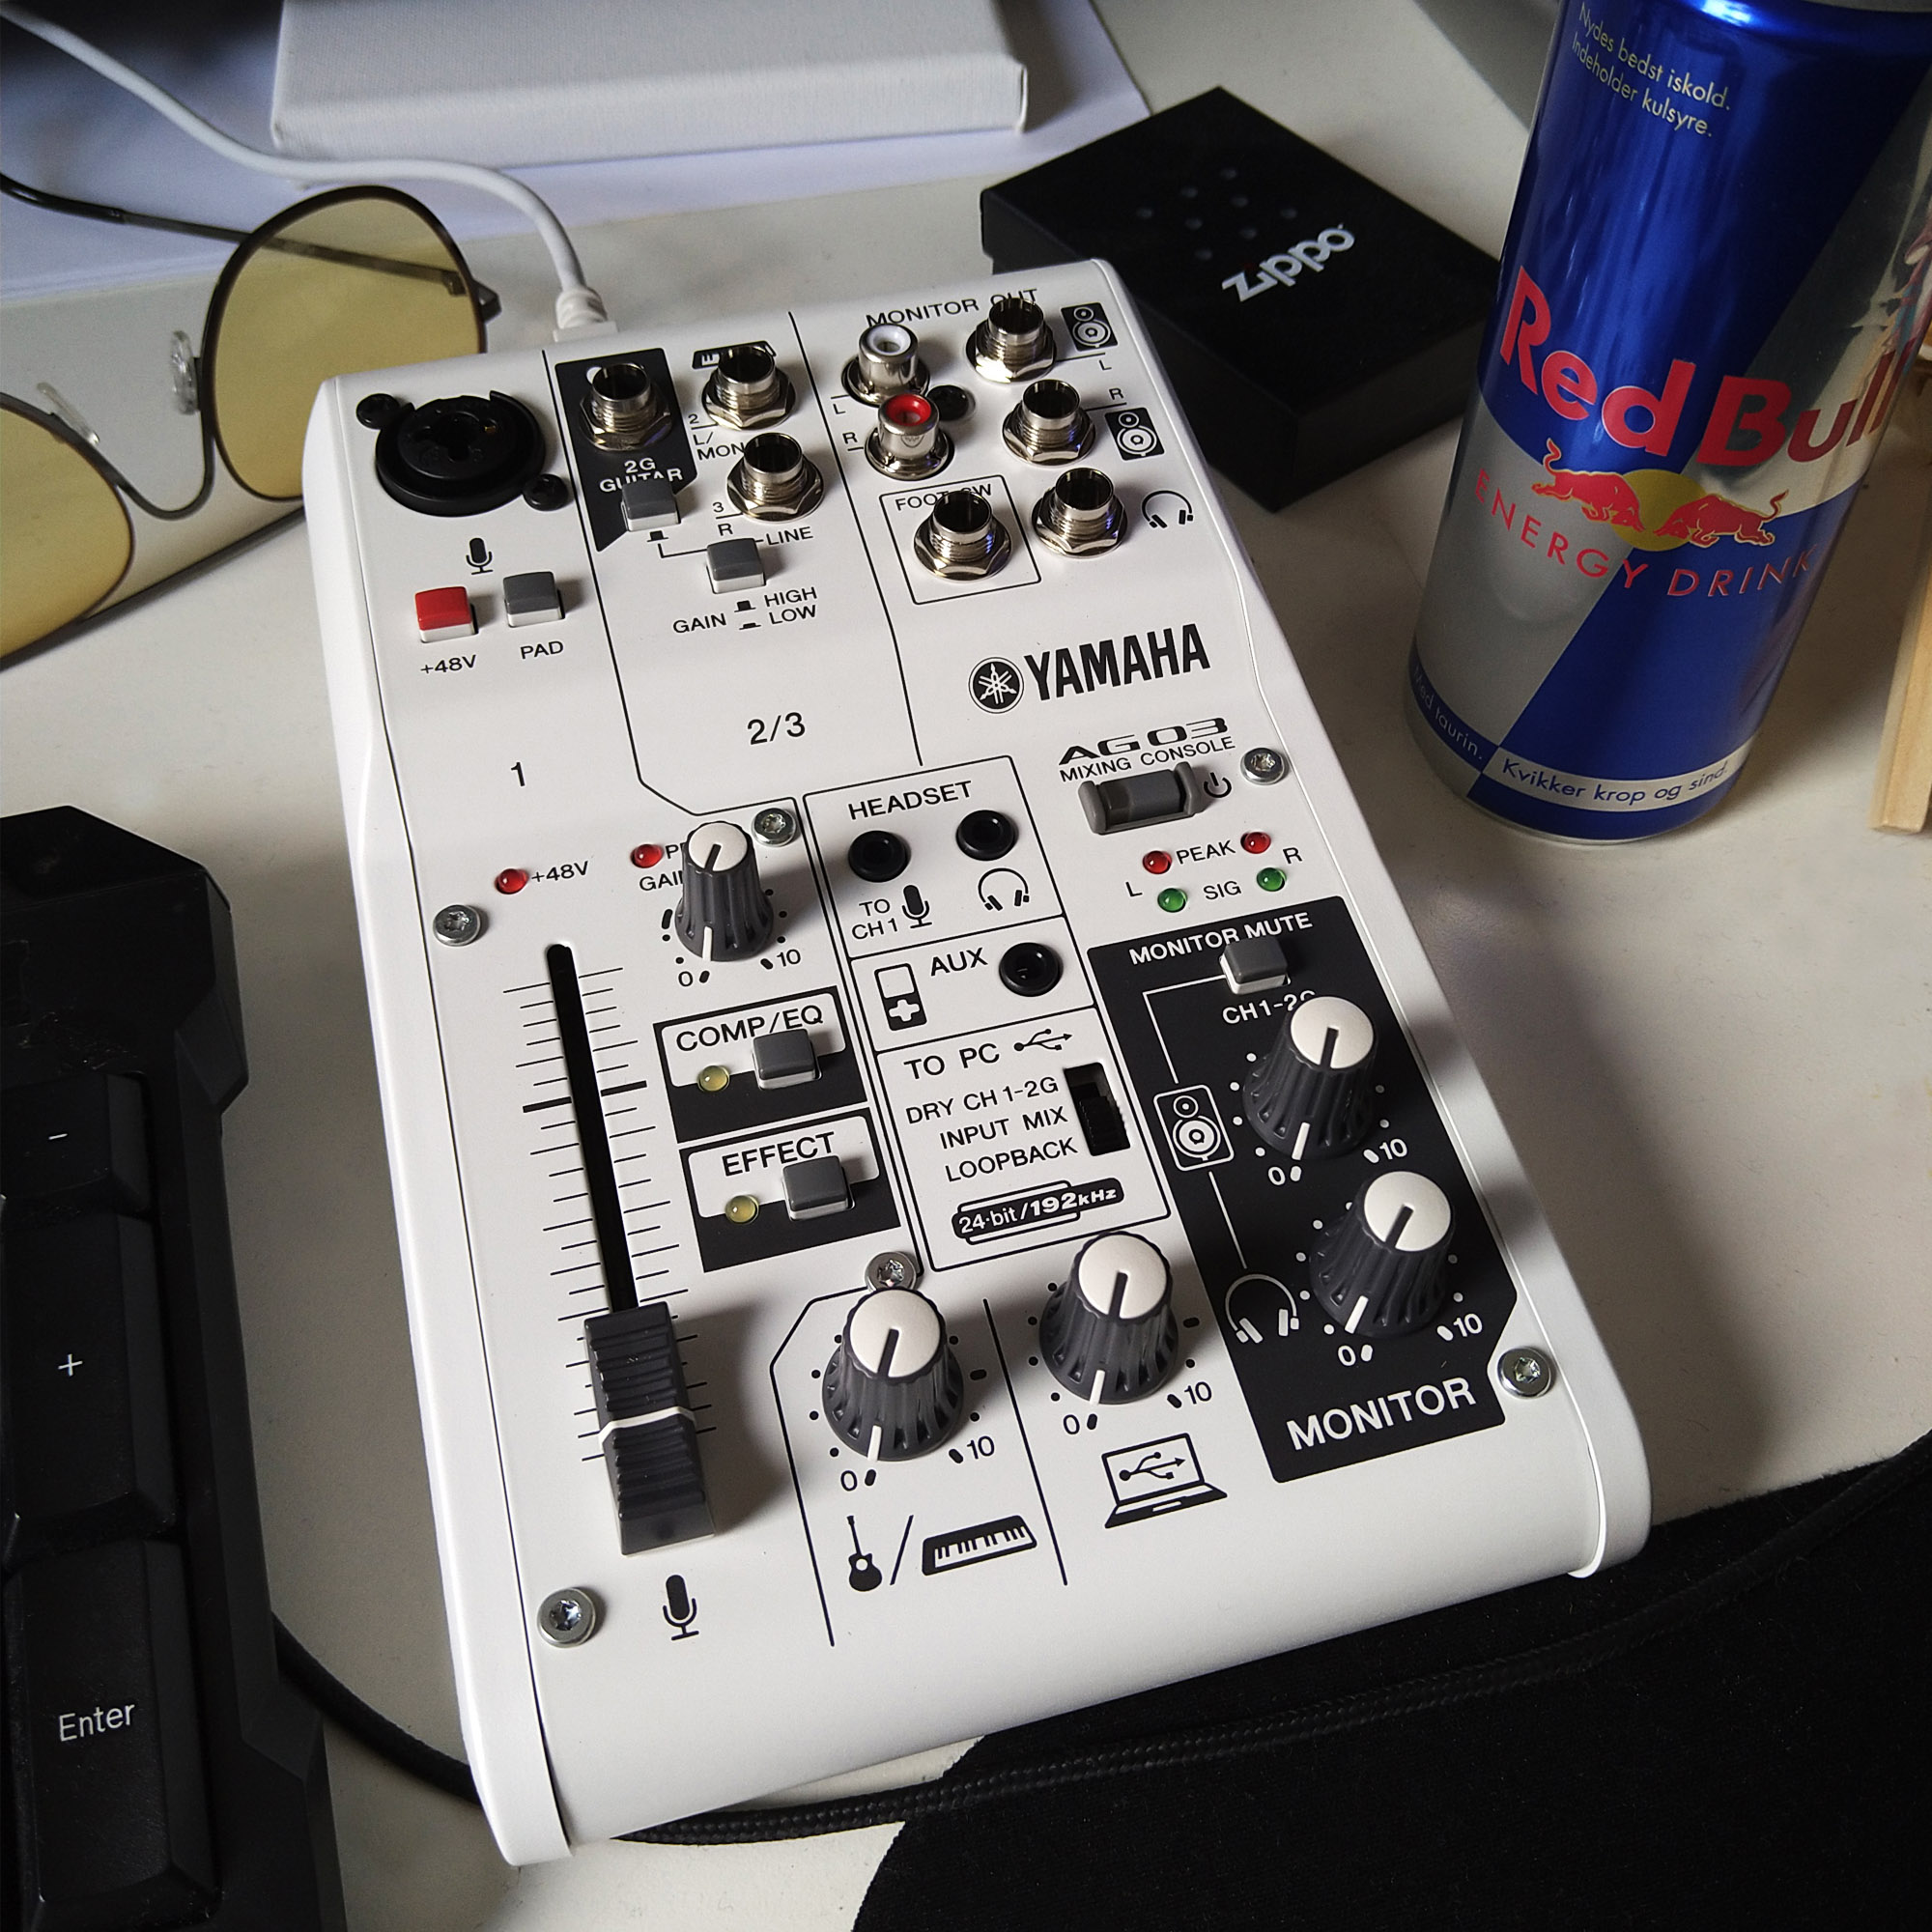 Nydes bedst iskold.
Indeholder kulsyre.
zippo
Red Bull
ENERGY DRINK
Med taurin.
Kvikker krop og sind.
MONITOR OUT
L
R
L
R
2G
GUITAR
2
L/
MON
3
R
LINE
GAIN
HIGH
LOW
+48V
PAD
YAMAHA
AG03
MIXING CONSOLE
1
2/3
HEADSET
TO
CH 1
+48V
0
10
PEAK
L
R
SIG
AUX
COMP/EQ
EFFECT
TO PC
DRY CH 1-2G
INPUT MIX
LOOPBACK
24-bit/192kHz
MONITOR MUTE
0
10
0
10
MONITOR
0
10
0
10
-
+
Enter